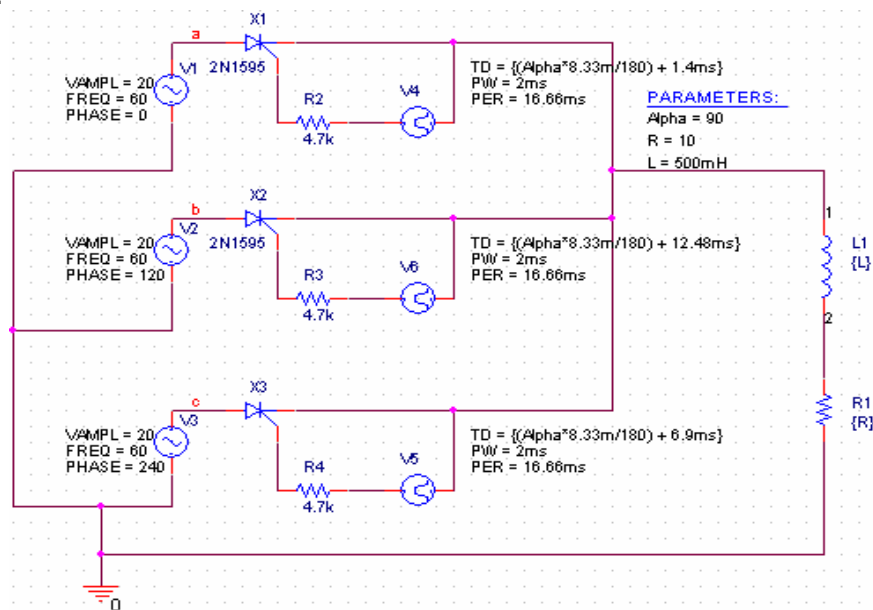 a
X1
VAMPL = 20
FREQ = 60
PHASE = 0
V1
2N1595
R2
4.7k
V4
TD = {(Alpha*8.33m/180) + 1.4ms}
PW = 2ms
PER = 16.66ms
PARAMETERS:
Alpha = 90
R = 10
L = 500mH
b
X2
VAMPL = 20
FREQ = 60
PHASE = 120
V2
2N1595
R3
4.7k
V6
TD = {(Alpha*8.33m/180) + 12.48ms}
PW = 2ms
PER = 16.66ms
1
L1
{L}
2
c
X3
VAMPL = 20
FREQ = 60
PHASE = 240
V3
R4
4.7k
V5
TD = {(Alpha*8.33m/180) + 6.9ms}
PW = 2ms
PER = 16.66ms
R1
{R}
0